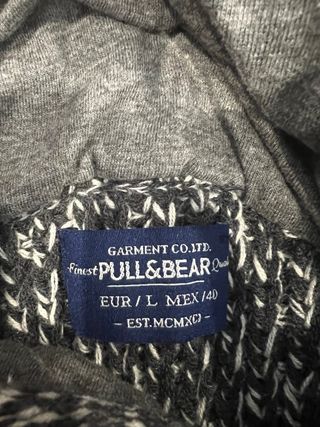 GARMENT CO.LTD.
Finest PULL&BEAR Quality
EUR / L MEX / 40
- EST.MCMXCI -